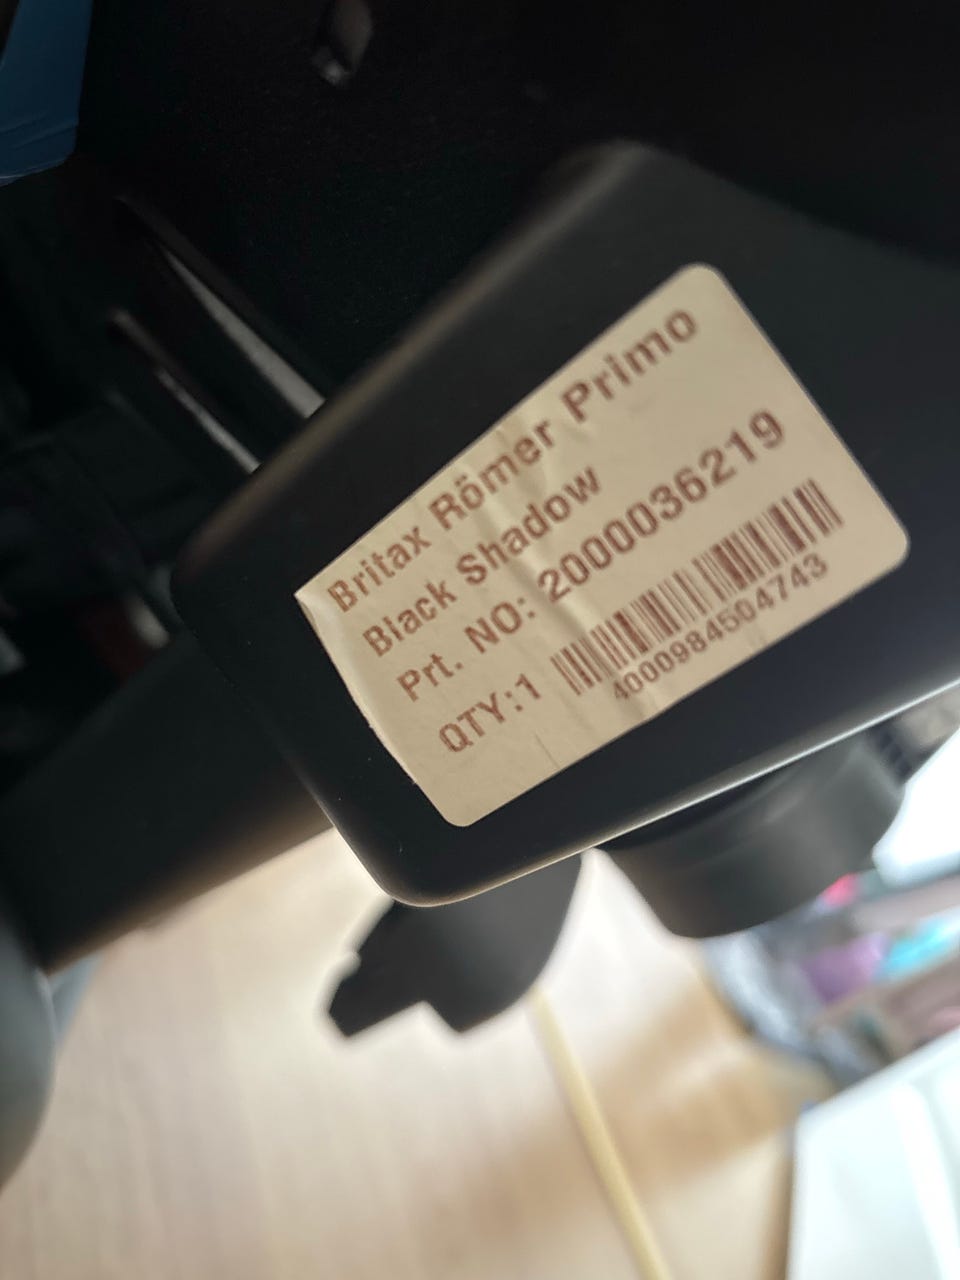 Britax Römer Primo
Black Shadow
Prt. NO: 2000036219
QTY:1
4000984504743